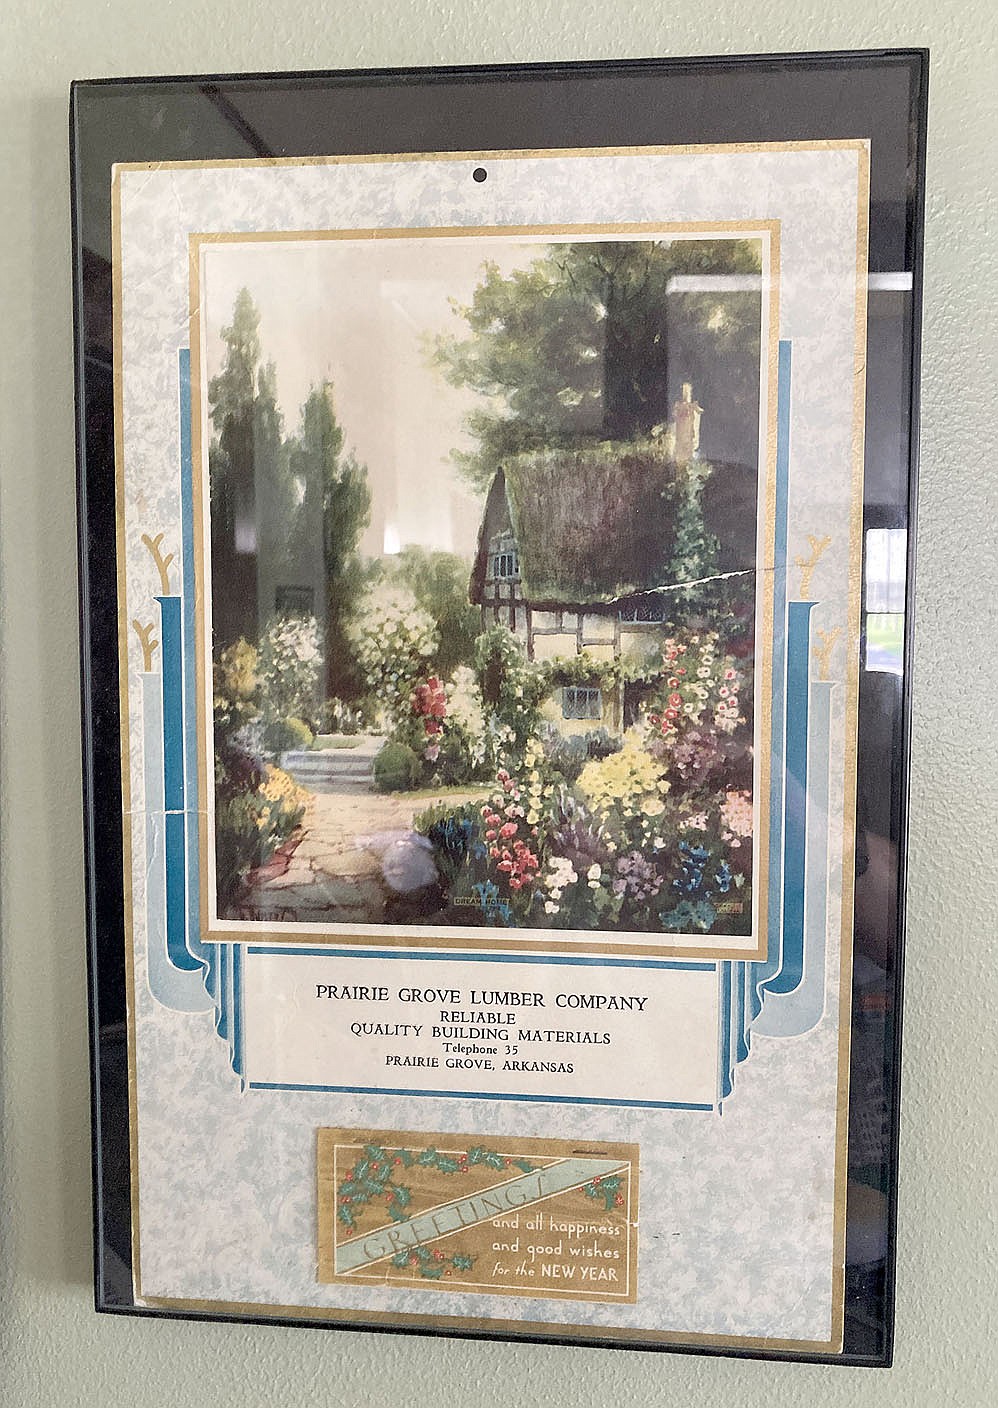 DREAM HOME
PRAIRIE GROVE LUMBER COMPANY
RELIABLE
QUALITY BUILDING MATERIALS
Telephone 35
PRAIRIE GROVE, ARKANSAS
GREETINGS
and all happiness
and good wishes
for the NEW YEAR